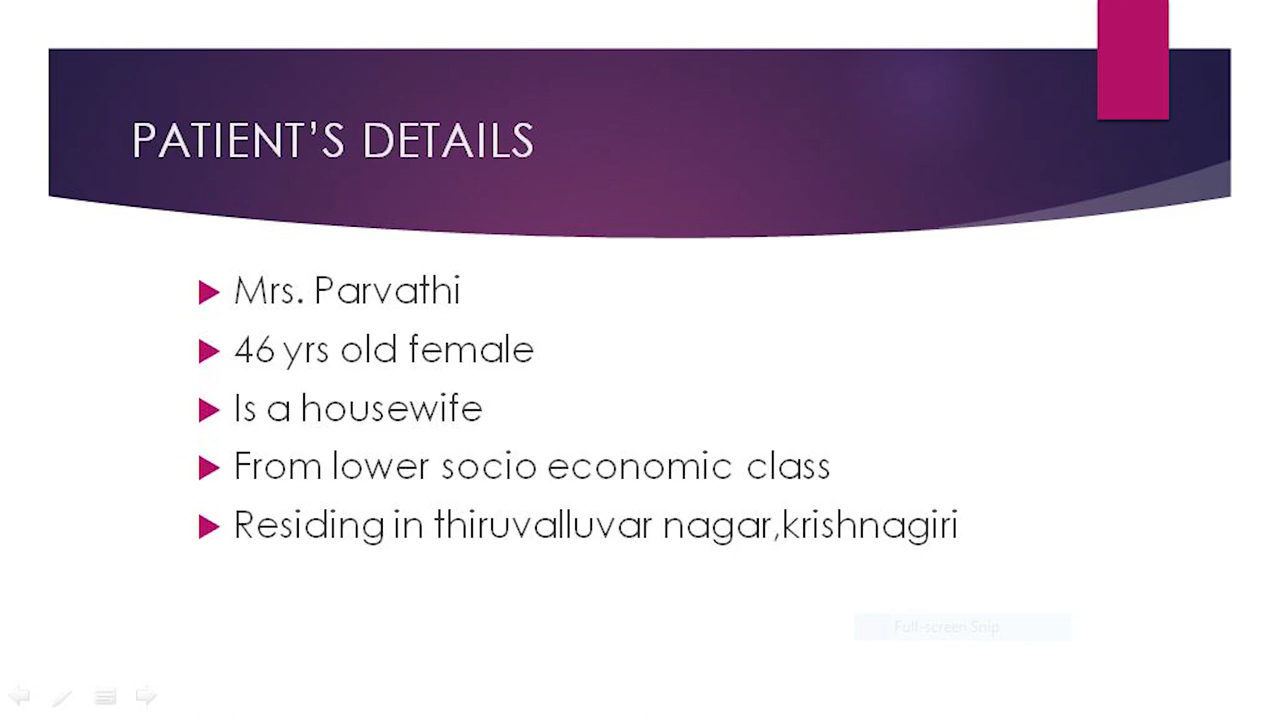 PATIENT’S DETAILS
Mrs. Parvathi
46 yrs old female
Is a housewife
From lower socio economic class
Residing in thiruvalluvar nagar,krishnagiri
Full-screen Snip